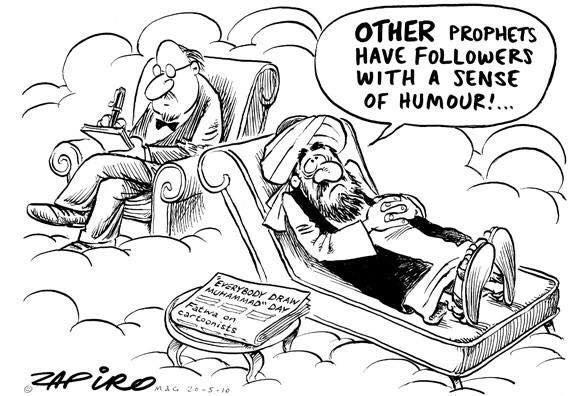 OTHER PROPHETS
HAVE FOLLOWERS
WITH A SENSE
OF HUMOUR!...
"EVERYBODY DRAW
MUHAMMAD" DAY
Fatwa on
cartoonists
© ZAPIRO M&G 20-5-10